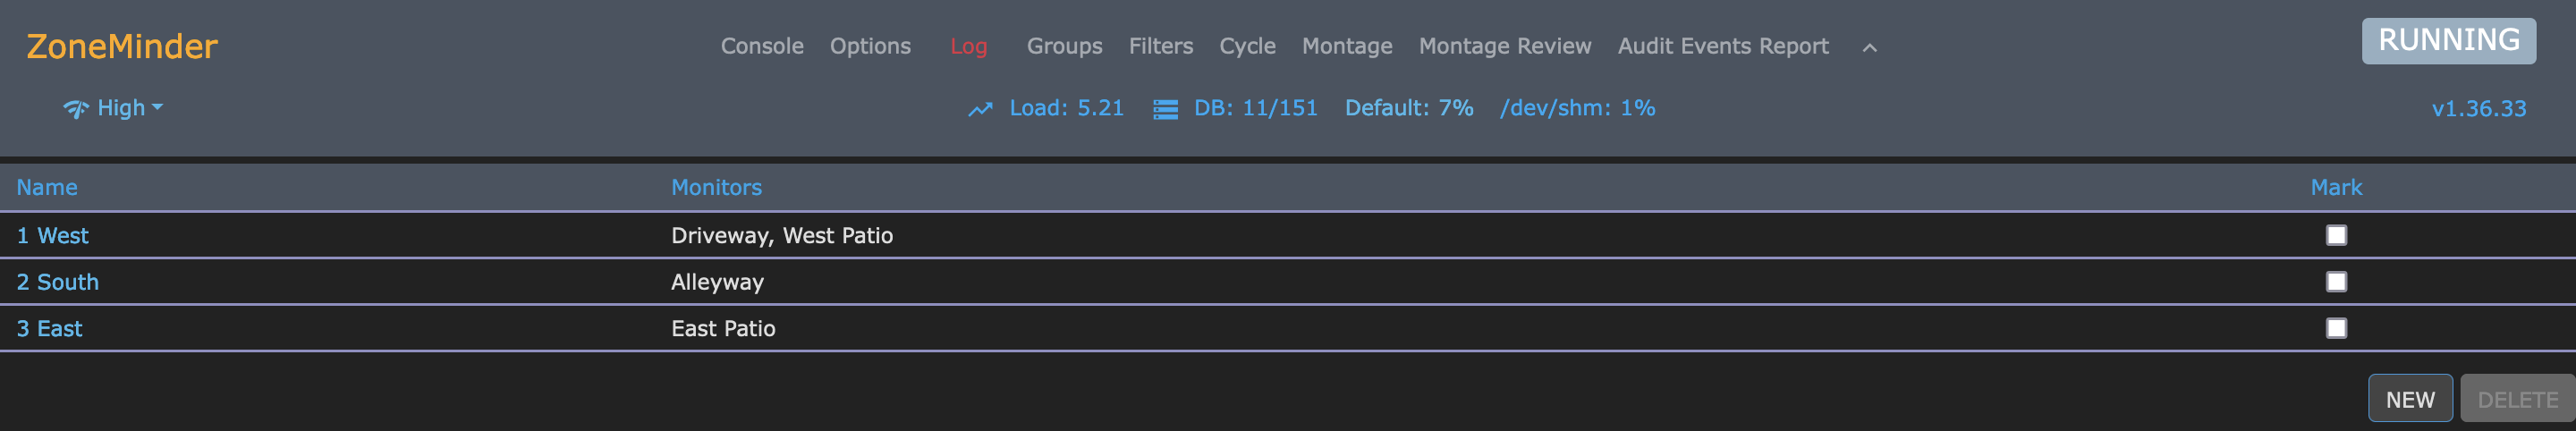 ZoneMinder Console Options Log Groups Filters Cycle Montage Montage Review Audit Events Report RUNNING
High Load: 5.21 DB: 11/151 Default: 7% /dev/shm: 1% v1.36.33
Name Monitors Mark
1 West Driveway, West Patio
2 South Alleyway
3 East East Patio
NEW DELETE